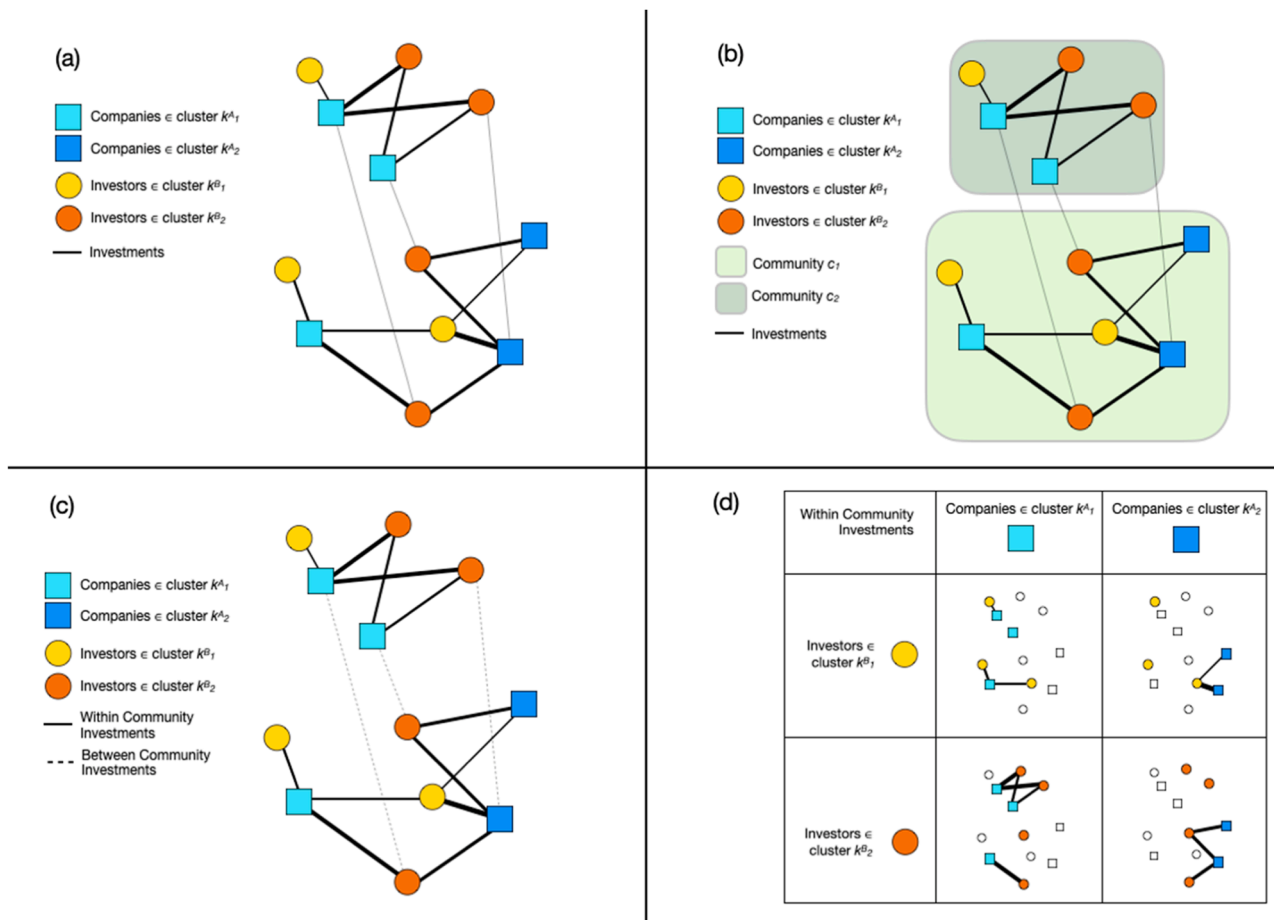 (a)
Companies ∈ cluster kᴬ₁
Companies ∈ cluster kᴬ₂
Investors ∈ cluster kᴮ₁
Investors ∈ cluster kᴮ₂
Investments
(b)
Companies ∈ cluster kᴬ₁
Companies ∈ cluster kᴬ₂
Investors ∈ cluster kᴮ₁
Investors ∈ cluster kᴮ₂
Community c₁
Community c₂
Investments
(c)
Companies ∈ cluster kᴬ₁
Companies ∈ cluster kᴬ₂
Investors ∈ cluster kᴮ₁
Investors ∈ cluster kᴮ₂
Within Community
Investments
Between Community
Investments
(d)
Within Community
Investments
Companies ∈ cluster kᴬ₁
Companies ∈ cluster kᴬ₂
Investors ∈
cluster kᴮ₁
Investors ∈
cluster kᴮ₂